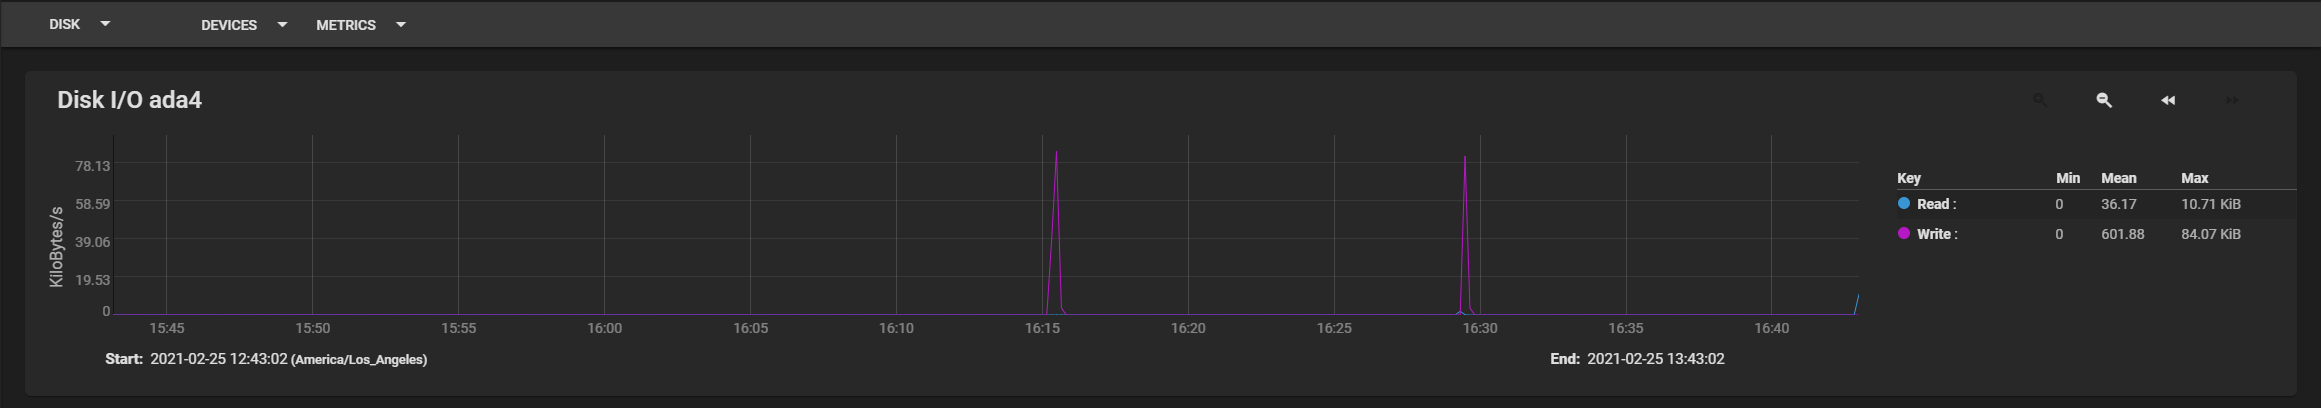 DISK DEVICES METRICS
Disk I/O ada4
KiloBytes/s
78.13
58.59
39.06
19.53
0
15:45 15:50 15:55 16:00 16:05 16:10 16:15 16:20 16:25 16:30 16:35 16:40
Key Min Mean Max
Read : 0 36.17 10.71 KiB
Write : 0 601.88 84.07 KiB
Start: 2021-02-25 12:43:02 (America/Los_Angeles) End: 2021-02-25 13:43:02